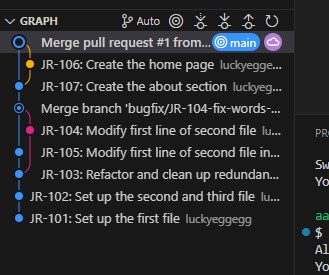 GRAPH
Auto
Merge pull request #1 from...
main
JR-106: Create the home page luckyegge...
JR-107: Create the about section luckyeg...
Merge branch 'bugfix/JR-104-fix-words-...
JR-104: Modify first line of second file lu...
JR-105: Modify first line of second file in...
JR-103: Refactor and clean up redundan...
JR-102: Set up the second and third file lu...
JR-101: Set up the first file luckyeggegg
PRO
Sw
Yo
aa
$
Al
Yo